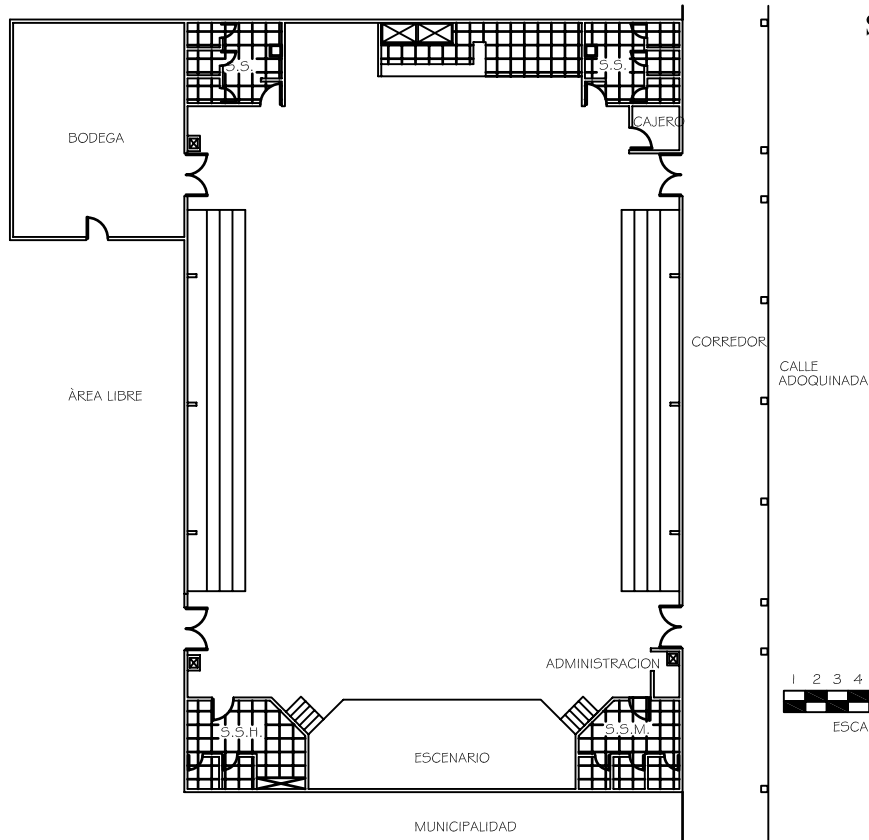 S
S.S.
S.S.
CAJERO
BODEGA
CORREDOR
CALLE
ADOQUINADA
ÀREA LIBRE
ADMINISTRACION
1 2 3 4
ESCA
S.S.H.
S.S.M.
ESCENARIO
MUNICIPALIDAD